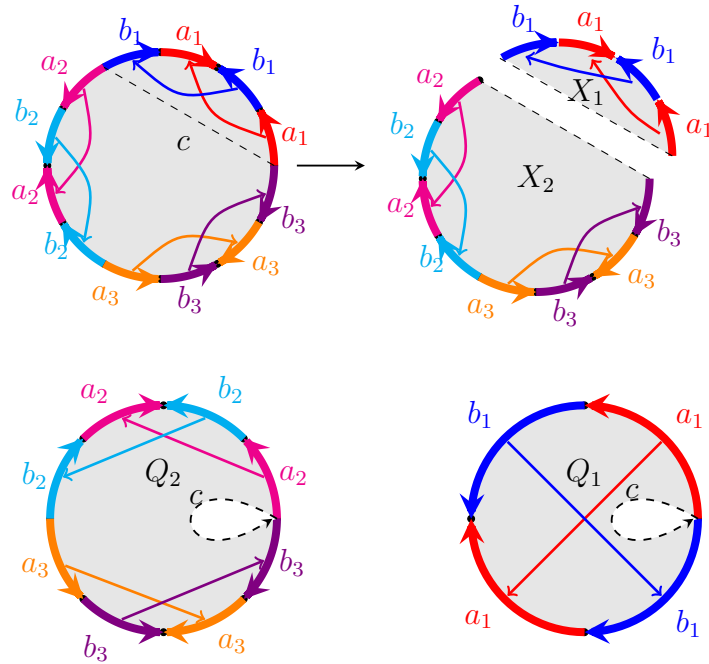 b₁ a₁ b₁
a₂ a₁
b₂ c
a₂
b₂ b₃
a₃ b₃ a₃
b₁ a₁ b₁
X₁
a₂ a₁
b₂ X₂
a₂
b₂ b₃
a₃ b₃ a₃
a₂ b₂
b₂ Q₂ a₂
c
a₃ b₃
b₃ a₃
b₁ a₁
Q₁
c
a₁ b₁